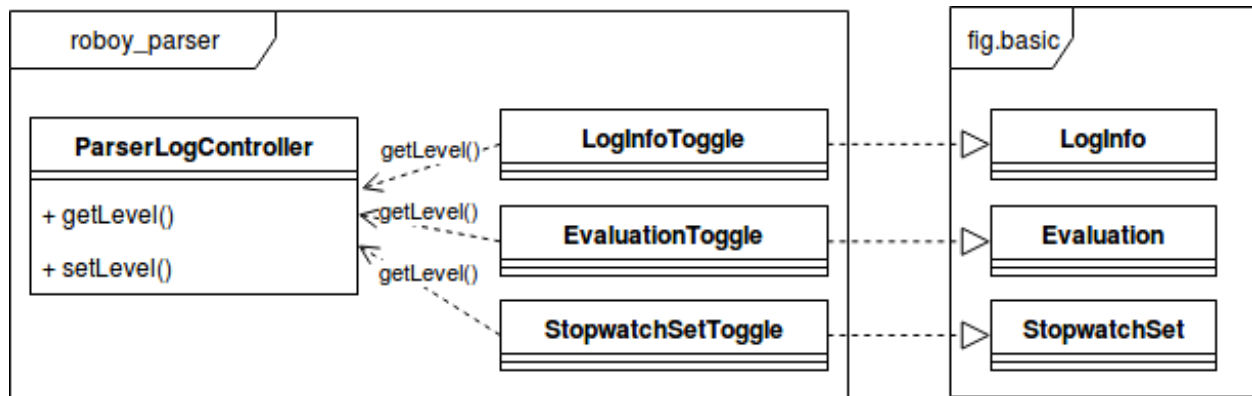 roboy_parser
fig.basic
ParserLogController
+ getLevel()
+ setLevel()
getLevel()
getLevel()
getLevel()
LogInfoToggle
EvaluationToggle
StopwatchSetToggle
LogInfo
Evaluation
StopwatchSet